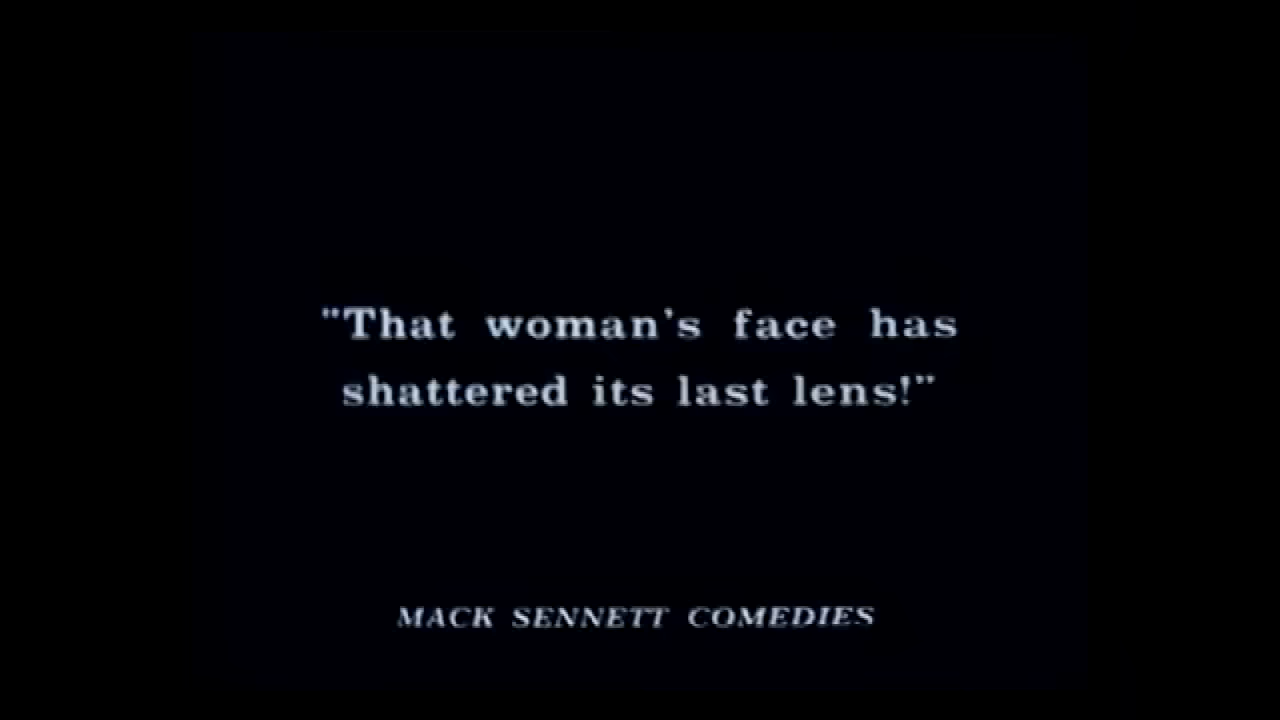 "That woman's face has
shattered its last lens!"
MACK SENNETT COMEDIES